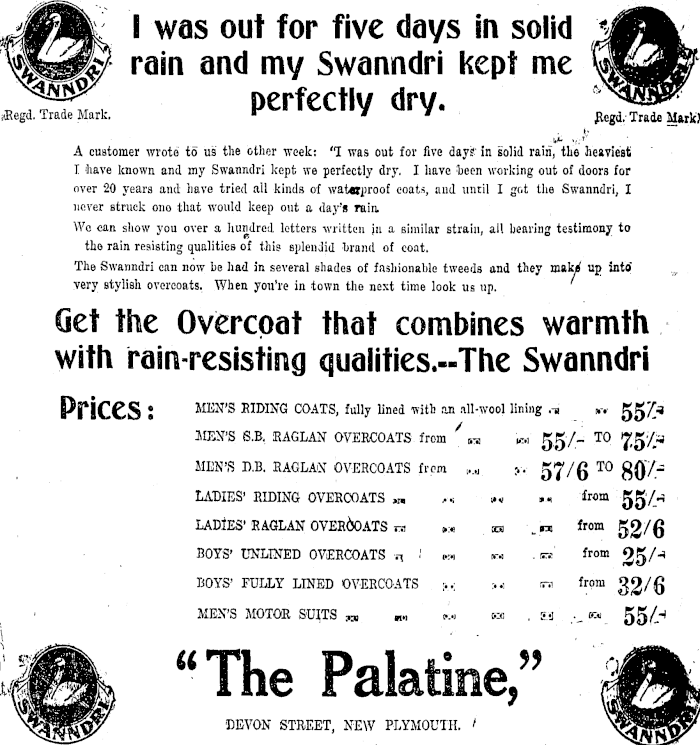 I was out for five days in solid
rain and my Swanndri kept me
perfectly dry.
SWANNDRI
Regd. Trade Mark.
SWANNDRI
Regd. Trade Mark
A customer wrote to us the other week: "I was out for five days in solid rain, the heaviest
I have known and my Swanndri kept we perfectly dry. I have been working out of doors for
over 20 years and have tried all kinds of waterproof coats, and until I got the Swanndri, I
never struck one that would keep out a day's rain
We can show you over a hundred letters written in a similar strain, all bearing testimony to
the rain resisting qualities of this splendid brand of coat.
The Swanndri can now be had in several shades of fashionable tweeds and they make up into
very stylish overcoats. When you're in town the next time look us up.
Get the Overcoat that combines warmth
with rain-resisting qualities.--The Swanndri
Prices:
MEN'S RIDING COATS, fully lined with an all-wool lining 55/-
MEN'S S.B. RAGLAN OVERCOATS from 55/- TO 75/-
MEN'S D.B. RAGLAN OVERCOATS from 57/6 TO 80/-
LADIES' RIDING OVERCOATS from 55/-
LADIES' RAGLAN OVERCOATS from 52/6
BOYS' UNLINED OVERCOATS from 25/-
BOYS' FULLY LINED OVERCOATS from 32/6
MEN'S MOTOR SUITS 55/-
"The Palatine,"
DEVON STREET, NEW PLYMOUTH.
SWANNDRI
SWANNDRI